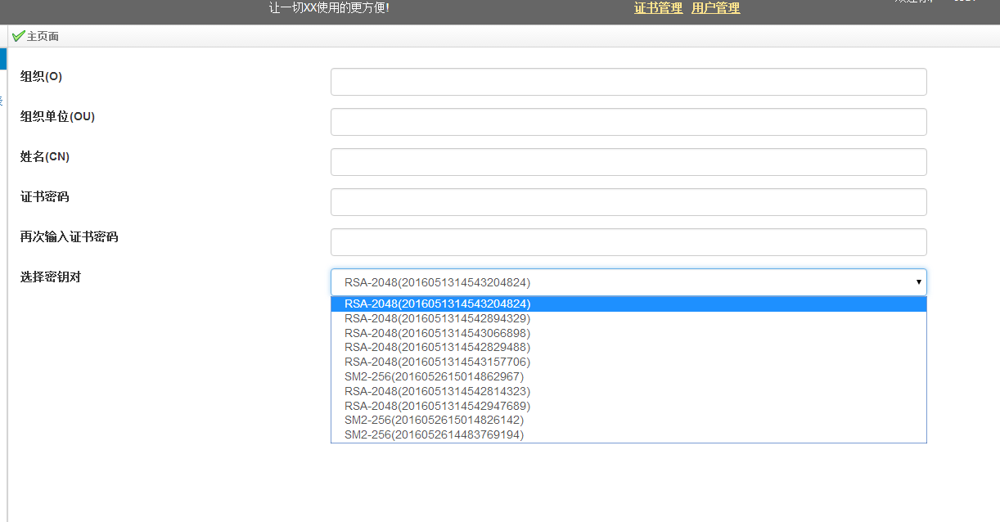 让一切XX使用的更方便!
证书管理 用户管理
主页面
组织(O)
组织单位(OU)
姓名(CN)
证书密码
再次输入证书密码
选择密钥对
RSA-2048(2016051314543204824)
RSA-2048(2016051314543204824)
RSA-2048(2016051314542894329)
RSA-2048(2016051314543066898)
RSA-2048(2016051314542829488)
RSA-2048(2016051314543157706)
SM2-256(2016052615014862967)
RSA-2048(2016051314542814323)
RSA-2048(2016051314542947689)
SM2-256(2016052615014826142)
SM2-256(2016052614483769194)